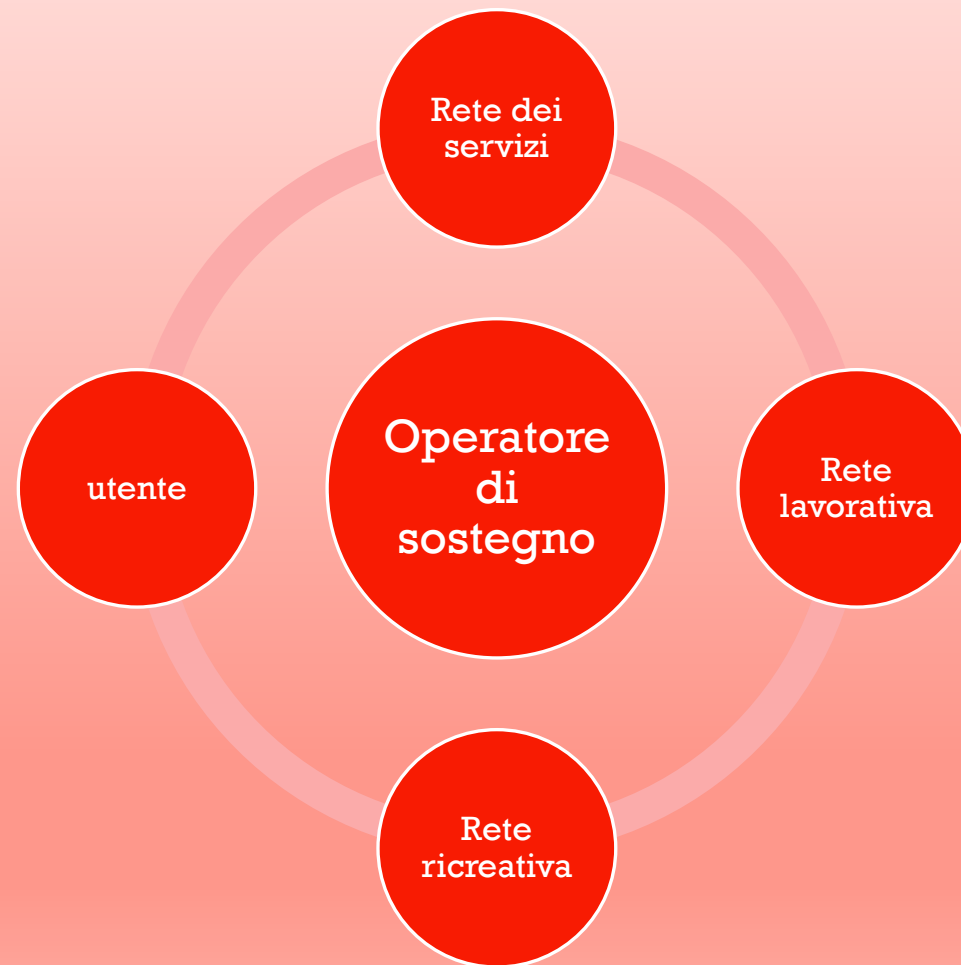 Rete dei
servizi
utente
Operatore
di
sostegno
Rete
lavorativa
Rete
ricreativa